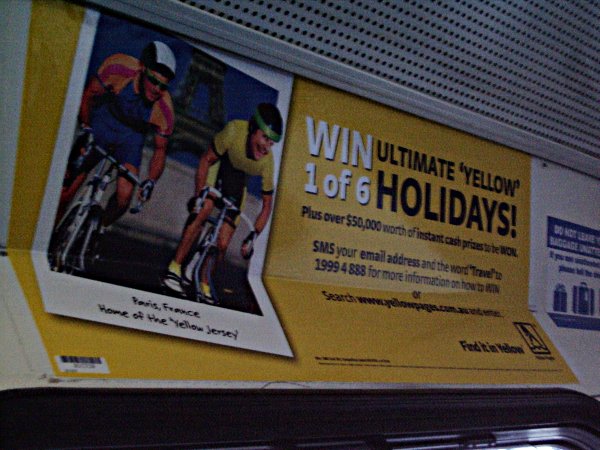 WIN ULTIMATE 'YELLOW'
1 of 6 HOLIDAYS!
Plus over $50,000 worth of instant cash prizes to be WON.
SMS your email address and the word 'Travel' to
1999 4 888 for more information on how to WIN
or
Search www.yellowpages.com.au and enter.
Find it in Yellow
Paris, France
Home of the 'Yellow Jersey'
DO NOT LEAVE
BAGGAGE